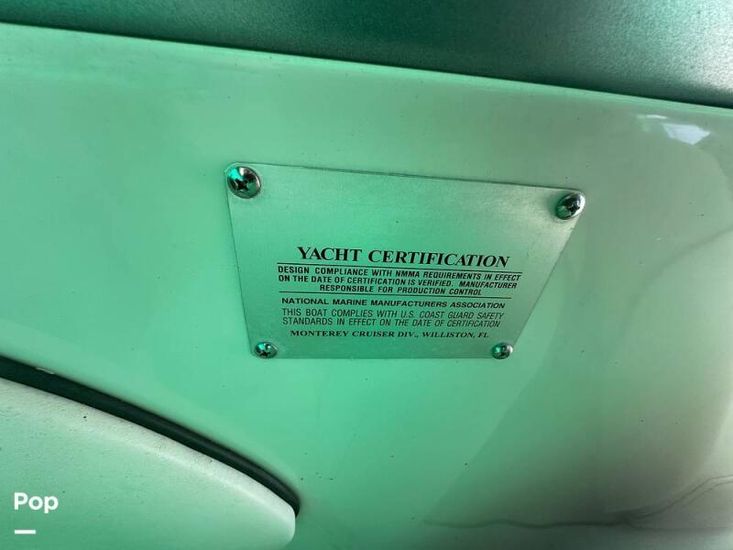 YACHT CERTIFICATION
DESIGN COMPLIANCE WITH NMMA REQUIREMENTS IN EFFECT
ON THE DATE OF CERTIFICATION IS VERIFIED. MANUFACTURER
RESPONSIBLE FOR PRODUCTION CONTROL
NATIONAL MARINE MANUFACTURERS ASSOCIATION
THIS BOAT COMPLIES WITH U.S. COAST GUARD SAFETY
STANDARDS IN EFFECT ON THE DATE OF CERTIFICATION
MONTEREY CRUISER DIV., WILLISTON, FL
Pop